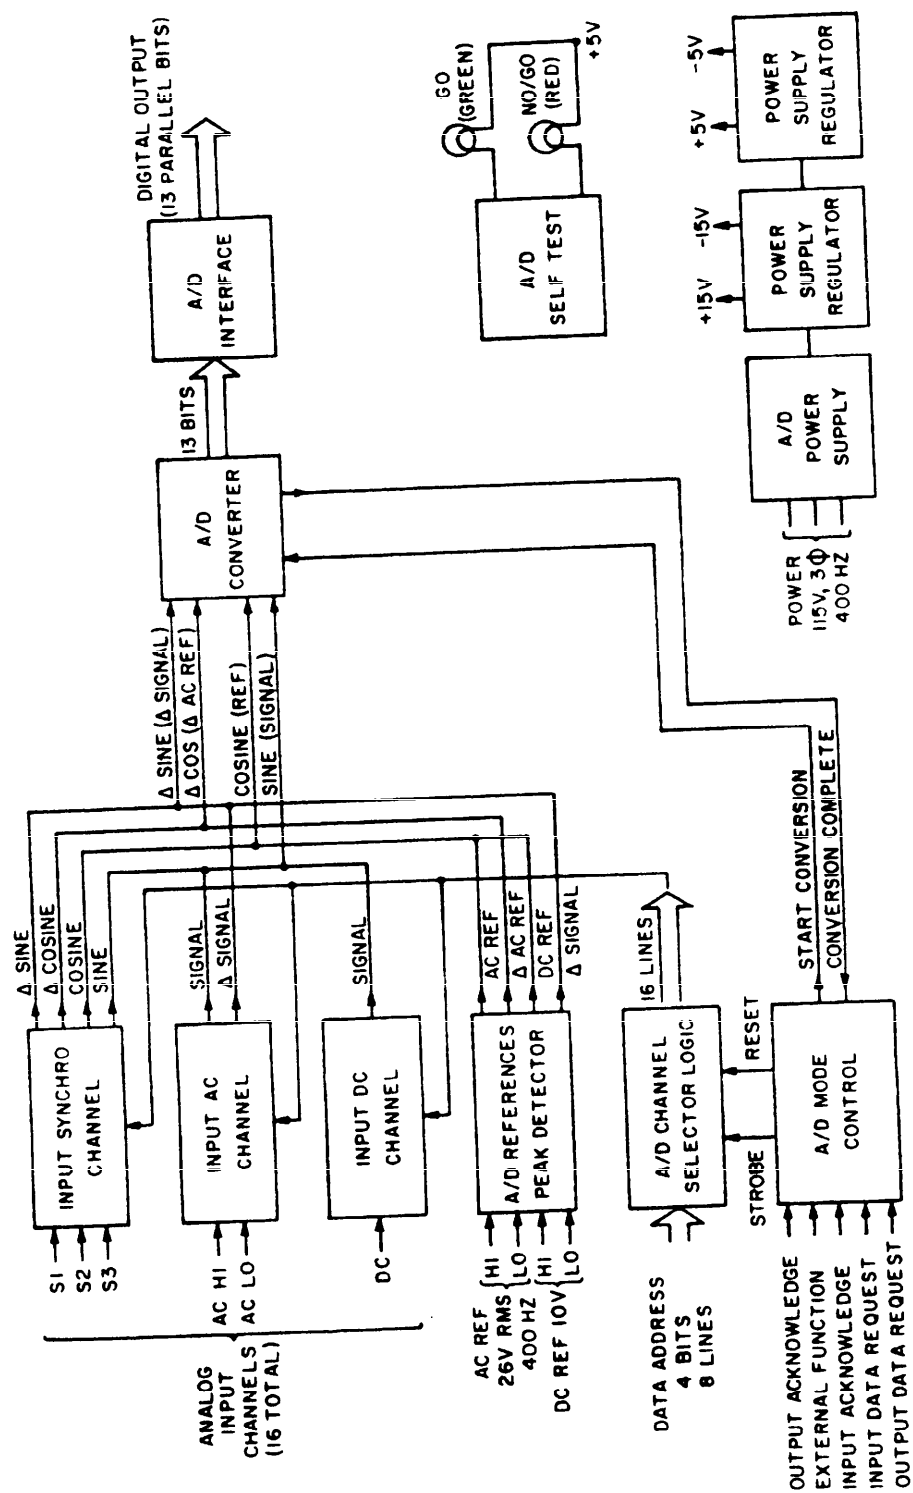 Δ SINE
Δ COSINE
COSINE
SINE
INPUT SYNCHRO
CHANNEL
S1
S2
S3
SIGNAL
Δ SIGNAL
INPUT AC
CHANNEL
AC HI
AC LO
SIGNAL
INPUT DC
CHANNEL
DC
ANALOG
INPUT
CHANNELS
(16 TOTAL)
AC REF
Δ AC REF
DC REF
Δ SIGNAL
A/D REFERENCES
PEAK DETECTOR
AC REF
26V RMS
400 HZ
HI
LO
DC REF 10V
HI
LO
16 LINES
A/D CHANNEL
SELECTOR LOGIC
DATA ADDRESS
4 BITS
8 LINES
STROBE
RESET
A/D MODE
CONTROL
START CONVERSION
CONVERSION COMPLETE
OUTPUT ACKNOWLEDGE
EXTERNAL FUNCTION
INPUT ACKNOWLEDGE
INPUT DATA REQUEST
OUTPUT DATA REQUEST
Δ SINE (Δ SIGNAL)
Δ COS (Δ AC REF)
COSINE (REF)
SINE (SIGNAL)
A/D
CONVERTER
13 BITS
A/D
INTERFACE
DIGITAL OUTPUT
(13 PARALLEL BITS)
A/D
SELF TEST
GO
(GREEN)
NO/GO
(RED)
+5V
POWER
115V, 3Φ
400 HZ
A/D
POWER
SUPPLY
+15V
-15V
POWER
SUPPLY
REGULATOR
+5V
-5V
POWER
SUPPLY
REGULATOR